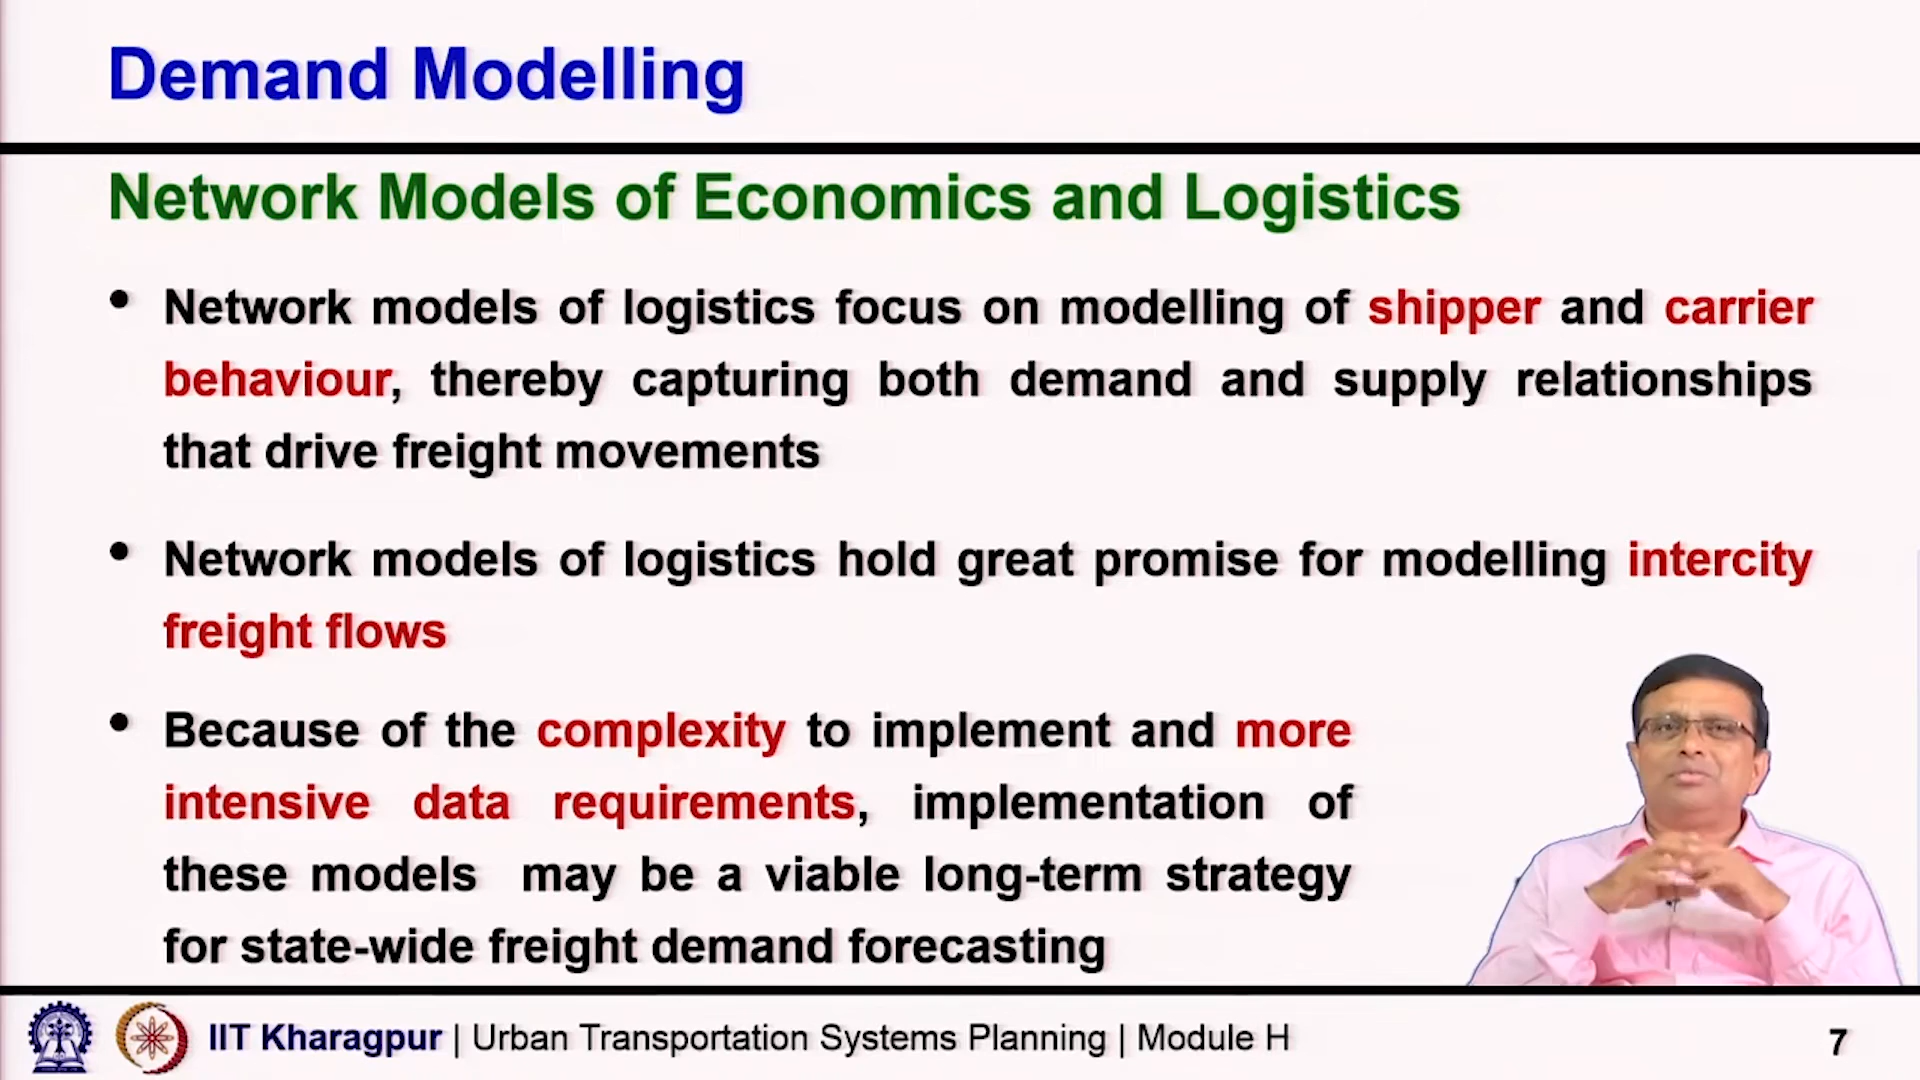 Demand Modelling
Network Models of Economics and Logistics
• Network models of logistics focus on modelling of shipper and carrier
behaviour, thereby capturing both demand and supply relationships
that drive freight movements
• Network models of logistics hold great promise for modelling intercity
freight flows
• Because of the complexity to implement and more
intensive data requirements, implementation of
these models may be a viable long-term strategy
for state-wide freight demand forecasting
IIT Kharagpur | Urban Transportation Systems Planning | Module H
7